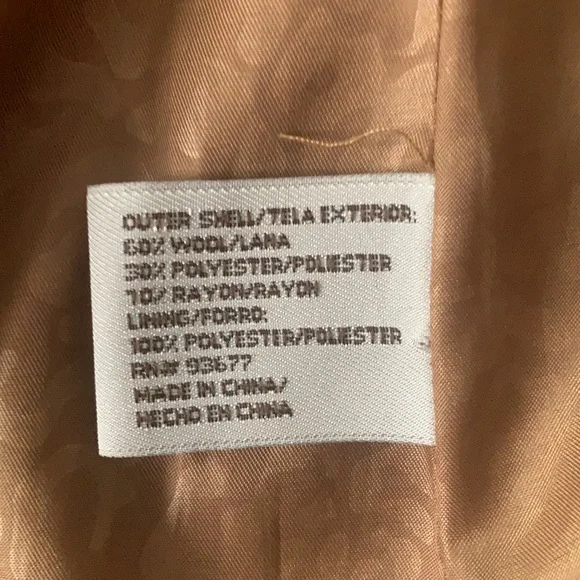 OUTER SHELL/TELA EXTERIOR:
60% WOOL/LANA
30% POLYESTER/POLIESTER
10% RAYON/RAYON
LINING/FORRO:
100% POLYESTER/POLIESTER
RN# 93677
MADE IN CHINA/
HECHO EN CHINA